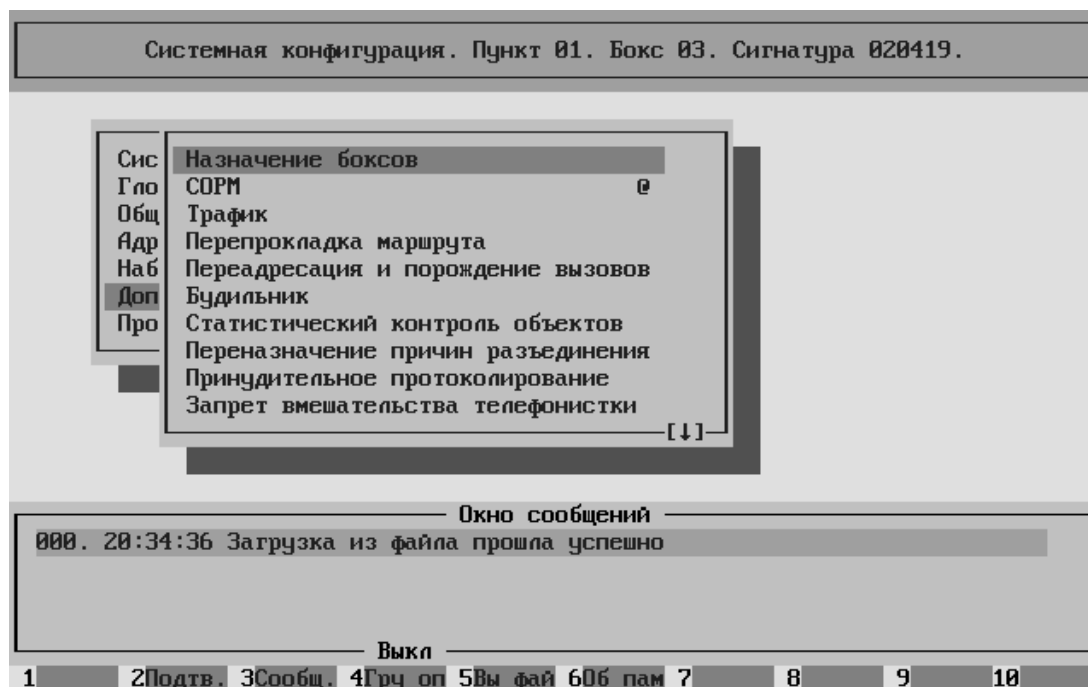 Системная конфигурация. Пункт 01. Бокс 03. Сигнатура 020419.
Сис
Гло
Общ
Адр
Наб
Доп
Про
Назначение боксов
СОРМ @
Трафик
Перепрокладка маршрута
Переадресация и порождение вызовов
Будильник
Статистический контроль объектов
Переназначение причин разъединения
Принудительное протоколирование
Запрет вмешательства телефонистки
[↓]
Окно сообщений
000. 20:34:36 Загрузка из файла прошла успешно
Выкл
1 2Подтв. 3Сообщ. 4Груч оп 5Вы фай 6Об пам 7 8 9 10